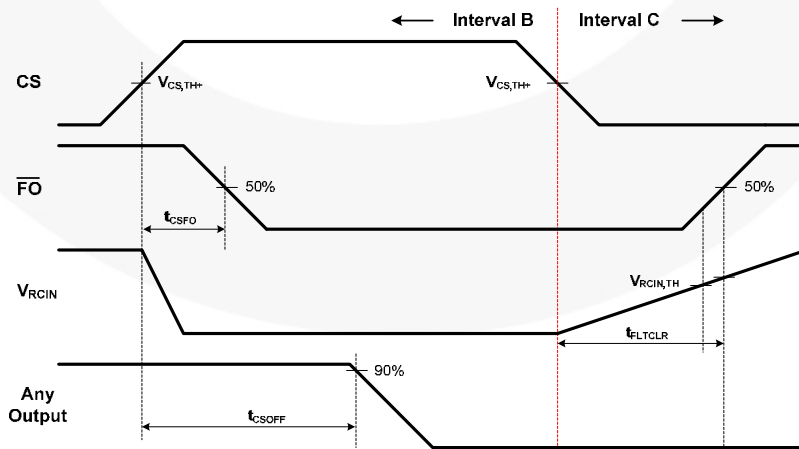 Interval B
Interval C
CS
VCS,TH+
VCS,TH+
FO
50%
50%
tCSFO
VRCIN
VRCIN,TH
tFLTCLR
90%
Any
Output
tCSOFF